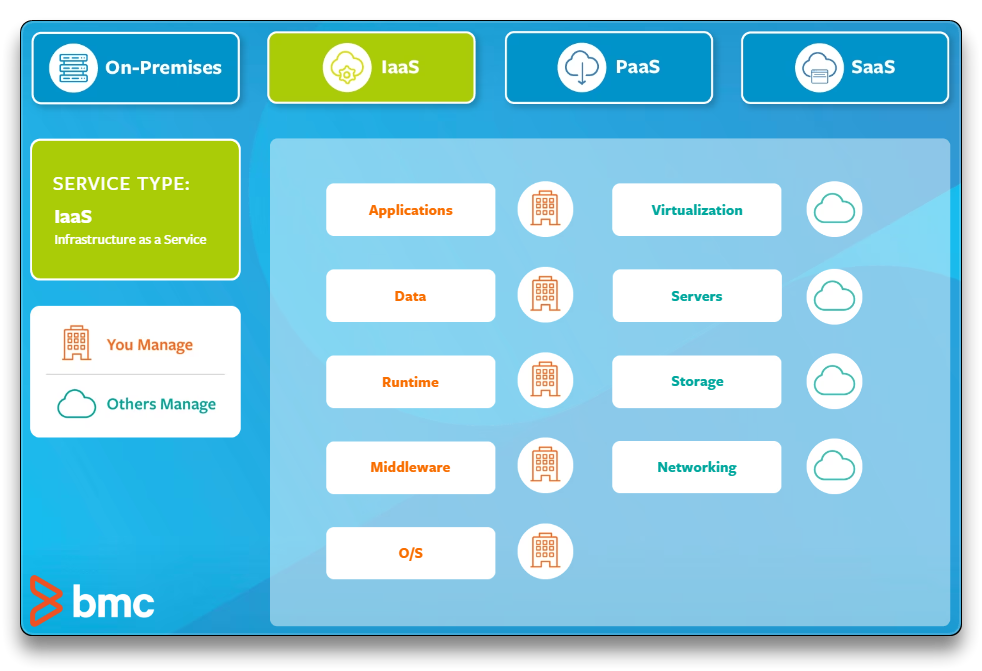 On-Premises
IaaS
PaaS
SaaS
SERVICE TYPE:
IaaS
Infrastructure as a Service
You Manage
Others Manage
Applications
Virtualization
Data
Servers
Runtime
Storage
Middleware
Networking
O/S
bmc